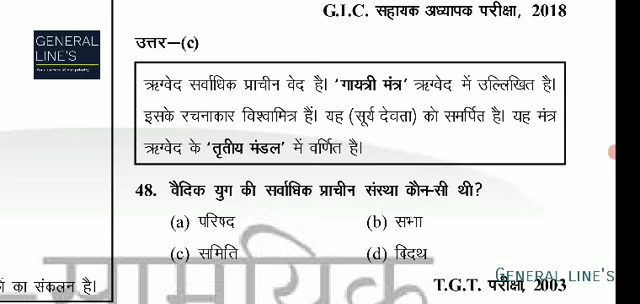 G.I.C. सहायक अध्यापक परीक्षा, 2018
GENERAL
LINE'S
उत्तर—(c)
ऋग्वेद सर्वाधिक प्राचीन वेद है। 'गायत्री मंत्र' ऋग्वेद में उल्लिखित है।
इसके रचनाकार विश्वामित्र हैं। यह (सूर्य देवता) को समर्पित है। यह मंत्र
ऋग्वेद के 'तृतीय मंडल' में वर्णित है।
48. वैदिक युग की सर्वाधिक प्राचीन संस्था कौन-सी थी?
(a) परिषद (b) सभा
(c) समिति (d) विदथ
का संकलन है।
GENERAL LINE'S
T.G.T. परीक्षा, 2003